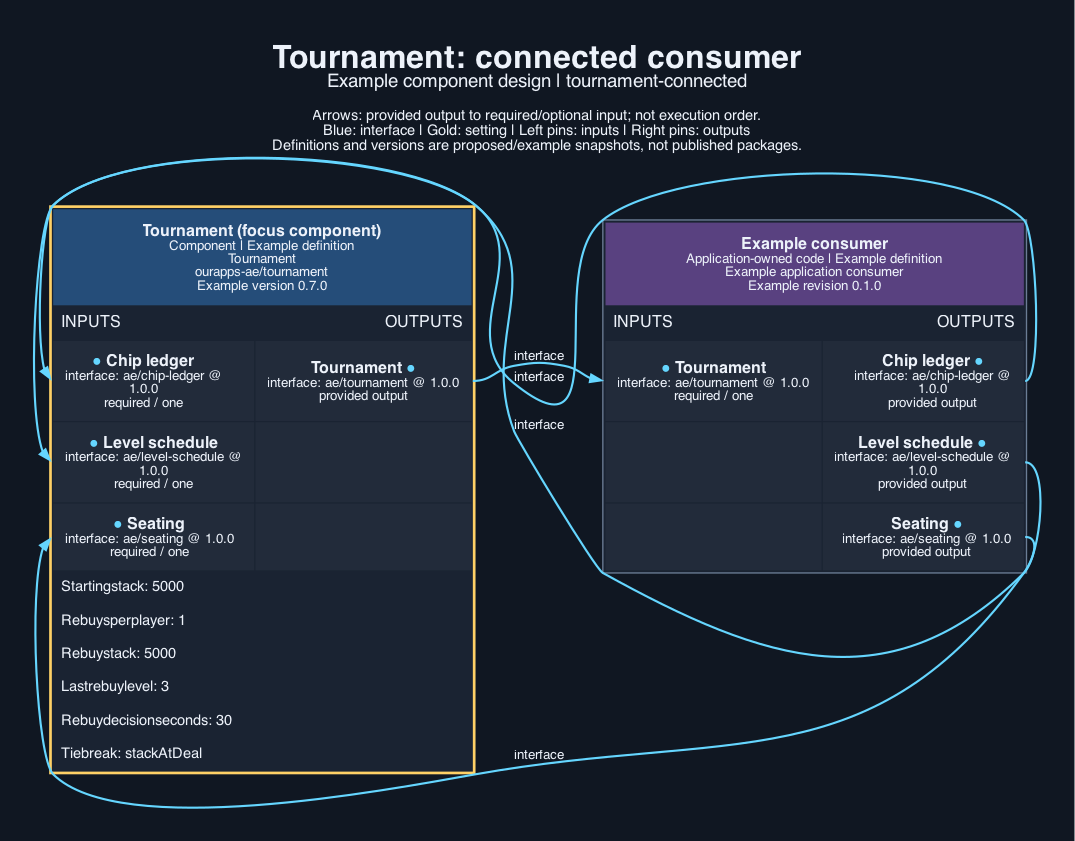 Tournament: connected consumer
Example component design | tournament-connected
Arrows: provided output to required/optional input; not execution order.
Blue: interface | Gold: setting | Left pins: inputs | Right pins: outputs
Definitions and versions are proposed/example snapshots, not published packages.
Tournament (focus component)
Component | Example definition
Tournament
ourapps-ae/tournament
Example version 0.7.0
INPUTS
OUTPUTS
Chip ledger
interface: ae/chip-ledger @
1.0.0
required / one
Tournament
interface: ae/tournament @ 1.0.0
provided output
Level schedule
interface: ae/level-schedule @
1.0.0
required / one
Seating
interface: ae/seating @ 1.0.0
required / one
Startingstack: 5000
Rebuysperplayer: 1
Rebuystack: 5000
Lastrebuylevel: 3
Rebuydecisionseconds: 30
Tiebreak: stackAtDeal
interface
interface
interface
interface
Example consumer
Application-owned code | Example definition
Example application consumer
Example revision 0.1.0
INPUTS
OUTPUTS
Tournament
interface: ae/tournament @ 1.0.0
required / one
Chip ledger
interface: ae/chip-ledger @
1.0.0
provided output
Level schedule
interface: ae/level-schedule @
1.0.0
provided output
Seating
interface: ae/seating @ 1.0.0
provided output